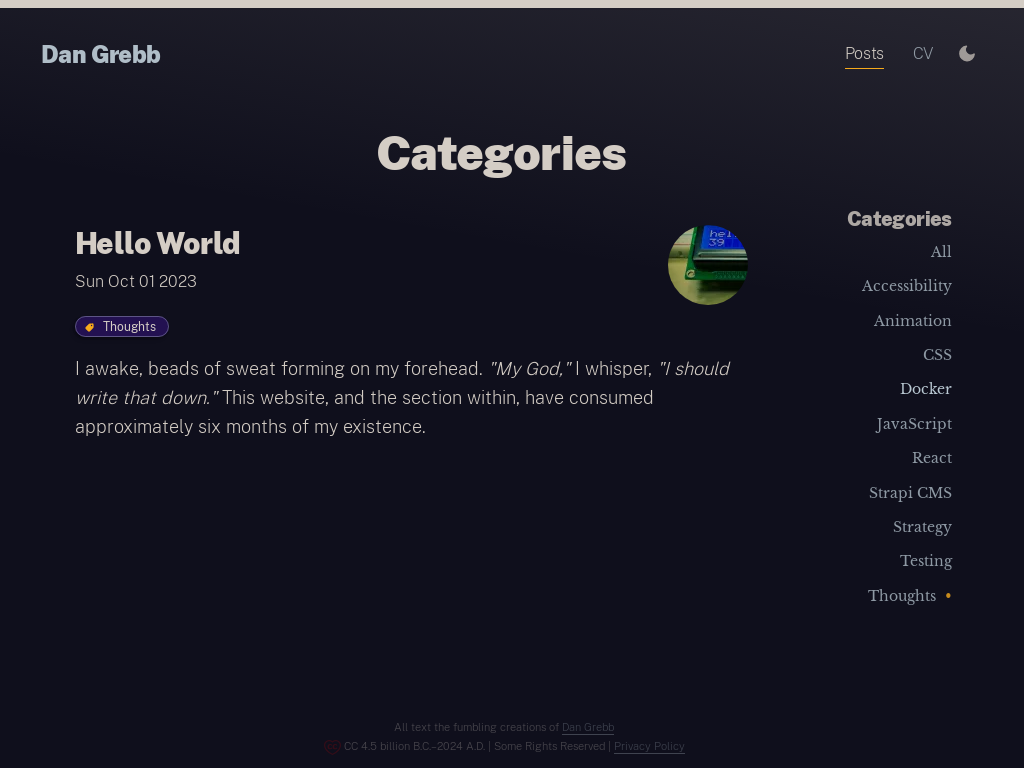 Dan Grebb
Posts
CV
Categories
Hello World
Sun Oct 01 2023
Thoughts
I awake, beads of sweat forming on my forehead. "My God," I whisper, "I should
write that down." This website, and the section within, have consumed
approximately six months of my existence.
39
Categories
All
Accessibility
Animation
CSS
Docker
JavaScript
React
Strapi CMS
Strategy
Testing
Thoughts •
All text the fumbling creations of Dan Grebb
CC 4.5 billion B.C.–2024 A.D. | Some Rights Reserved | Privacy Policy